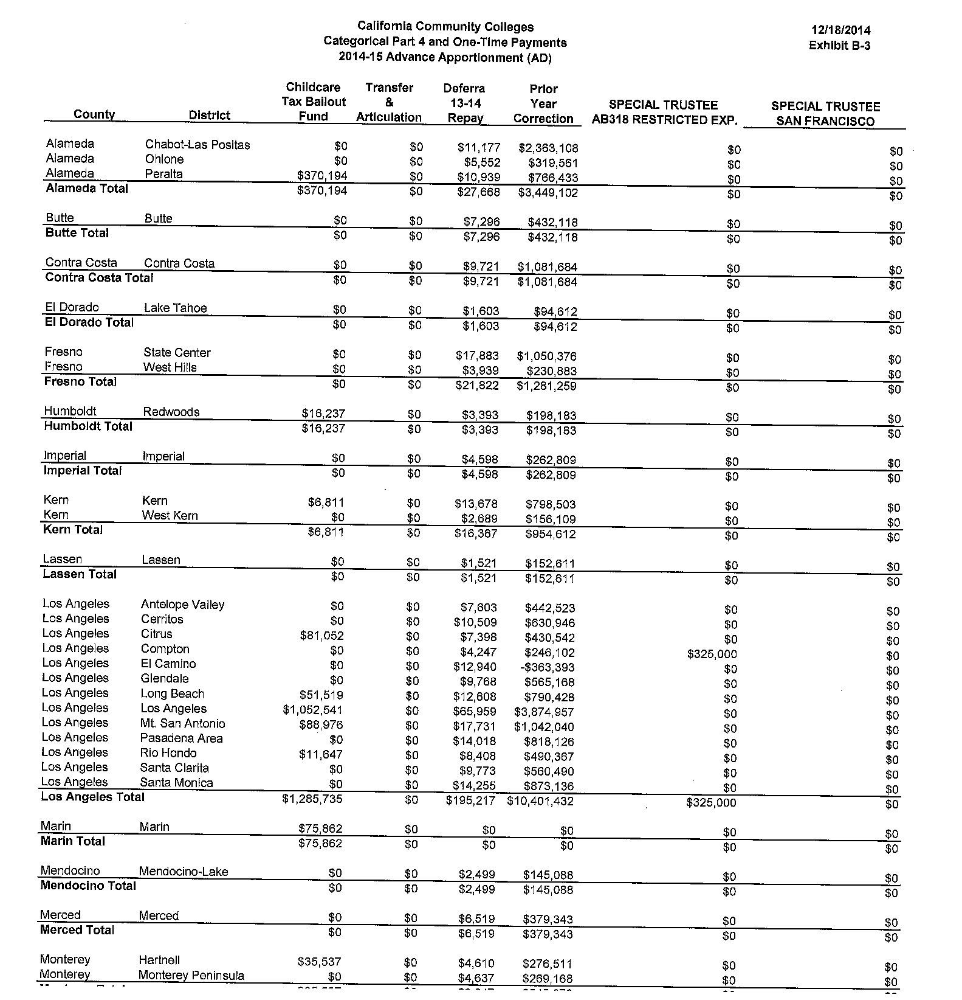 California Community Colleges 12/18/2014
Categorical Part 4 and One-Time Payments Exhibit B-3
2014-15 Advance Apportionment (AD)
Childcare Transfer Deferra Prior
Tax Bailout & 13-14 Year SPECIAL TRUSTEE SPECIAL TRUSTEE
County District Fund Articulation Repay Correction AB318 RESTRICTED EXP. SAN FRANCISCO
Alameda Chabot-Las Positas $0 $0 $11,177 $2,363,108 $0 $0
Alameda Ohlone $0 $0 $5,552 $319,561 $0 $0
Alameda Peralta $370,194 $0 $10,939 $766,433 $0 $0
Alameda Total $370,194 $0 $27,668 $3,449,102 $0 $0
Butte Butte $0 $0 $7,296 $432,118 $0 $0
Butte Total $0 $0 $7,296 $432,118 $0 $0
Contra Costa Contra Costa $0 $0 $9,721 $1,081,684 $0 $0
Contra Costa Total $0 $0 $9,721 $1,081,684 $0 $0
El Dorado Lake Tahoe $0 $0 $1,603 $94,612 $0 $0
El Dorado Total $0 $0 $1,603 $94,612 $0 $0
Fresno State Center $0 $0 $17,883 $1,050,376 $0 $0
Fresno West Hills $0 $0 $3,939 $230,883 $0 $0
Fresno Total $0 $0 $21,822 $1,281,259 $0 $0
Humboldt Redwoods $16,237 $0 $3,393 $198,183 $0 $0
Humboldt Total $16,237 $0 $3,393 $198,183 $0 $0
Imperial Imperial $0 $0 $4,598 $262,809 $0 $0
Imperial Total $0 $0 $4,598 $262,809 $0 $0
Kern Kern $6,811 $0 $13,678 $798,503 $0 $0
Kern West Kern $0 $0 $2,689 $156,109 $0 $0
Kern Total $6,811 $0 $16,367 $954,612 $0 $0
Lassen Lassen $0 $0 $1,521 $152,611 $0 $0
Lassen Total $0 $0 $1,521 $152,611 $0 $0
Los Angeles Antelope Valley $0 $0 $7,603 $442,523 $0 $0
Los Angeles Cerritos $0 $0 $10,509 $630,946 $0 $0
Los Angeles Citrus $81,052 $0 $7,398 $430,542 $0 $0
Los Angeles Compton $0 $0 $4,247 $246,102 $325,000 $0
Los Angeles El Camino $0 $0 $12,940 -$363,393 $0 $0
Los Angeles Glendale $0 $0 $9,768 $565,168 $0 $0
Los Angeles Long Beach $51,519 $0 $12,608 $790,428 $0 $0
Los Angeles Los Angeles $1,052,541 $0 $65,959 $3,874,957 $0 $0
Los Angeles Mt. San Antonio $88,976 $0 $17,731 $1,042,040 $0 $0
Los Angeles Pasadena Area $0 $0 $14,018 $818,126 $0 $0
Los Angeles Rio Hondo $11,647 $0 $8,408 $490,367 $0 $0
Los Angeles Santa Clarita $0 $0 $9,773 $560,490 $0 $0
Los Angeles Santa Monica $0 $0 $14,255 $873,136 $0 $0
Los Angeles Total $1,285,735 $0 $195,217 $10,401,432 $325,000 $0
Marin Marin $75,862 $0 $0 $0 $0 $0
Marin Total $75,862 $0 $0 $0 $0 $0
Mendocino Mendocino-Lake $0 $0 $2,499 $145,088 $0 $0
Mendocino Total $0 $0 $2,499 $145,088 $0 $0
Merced Merced $0 $0 $6,519 $379,343 $0 $0
Merced Total $0 $0 $6,519 $379,343 $0 $0
Monterey Hartnell $35,537 $0 $4,610 $276,511 $0 $0
Monterey Monterey Peninsula $0 $0 $4,637 $269,168 $0 $0